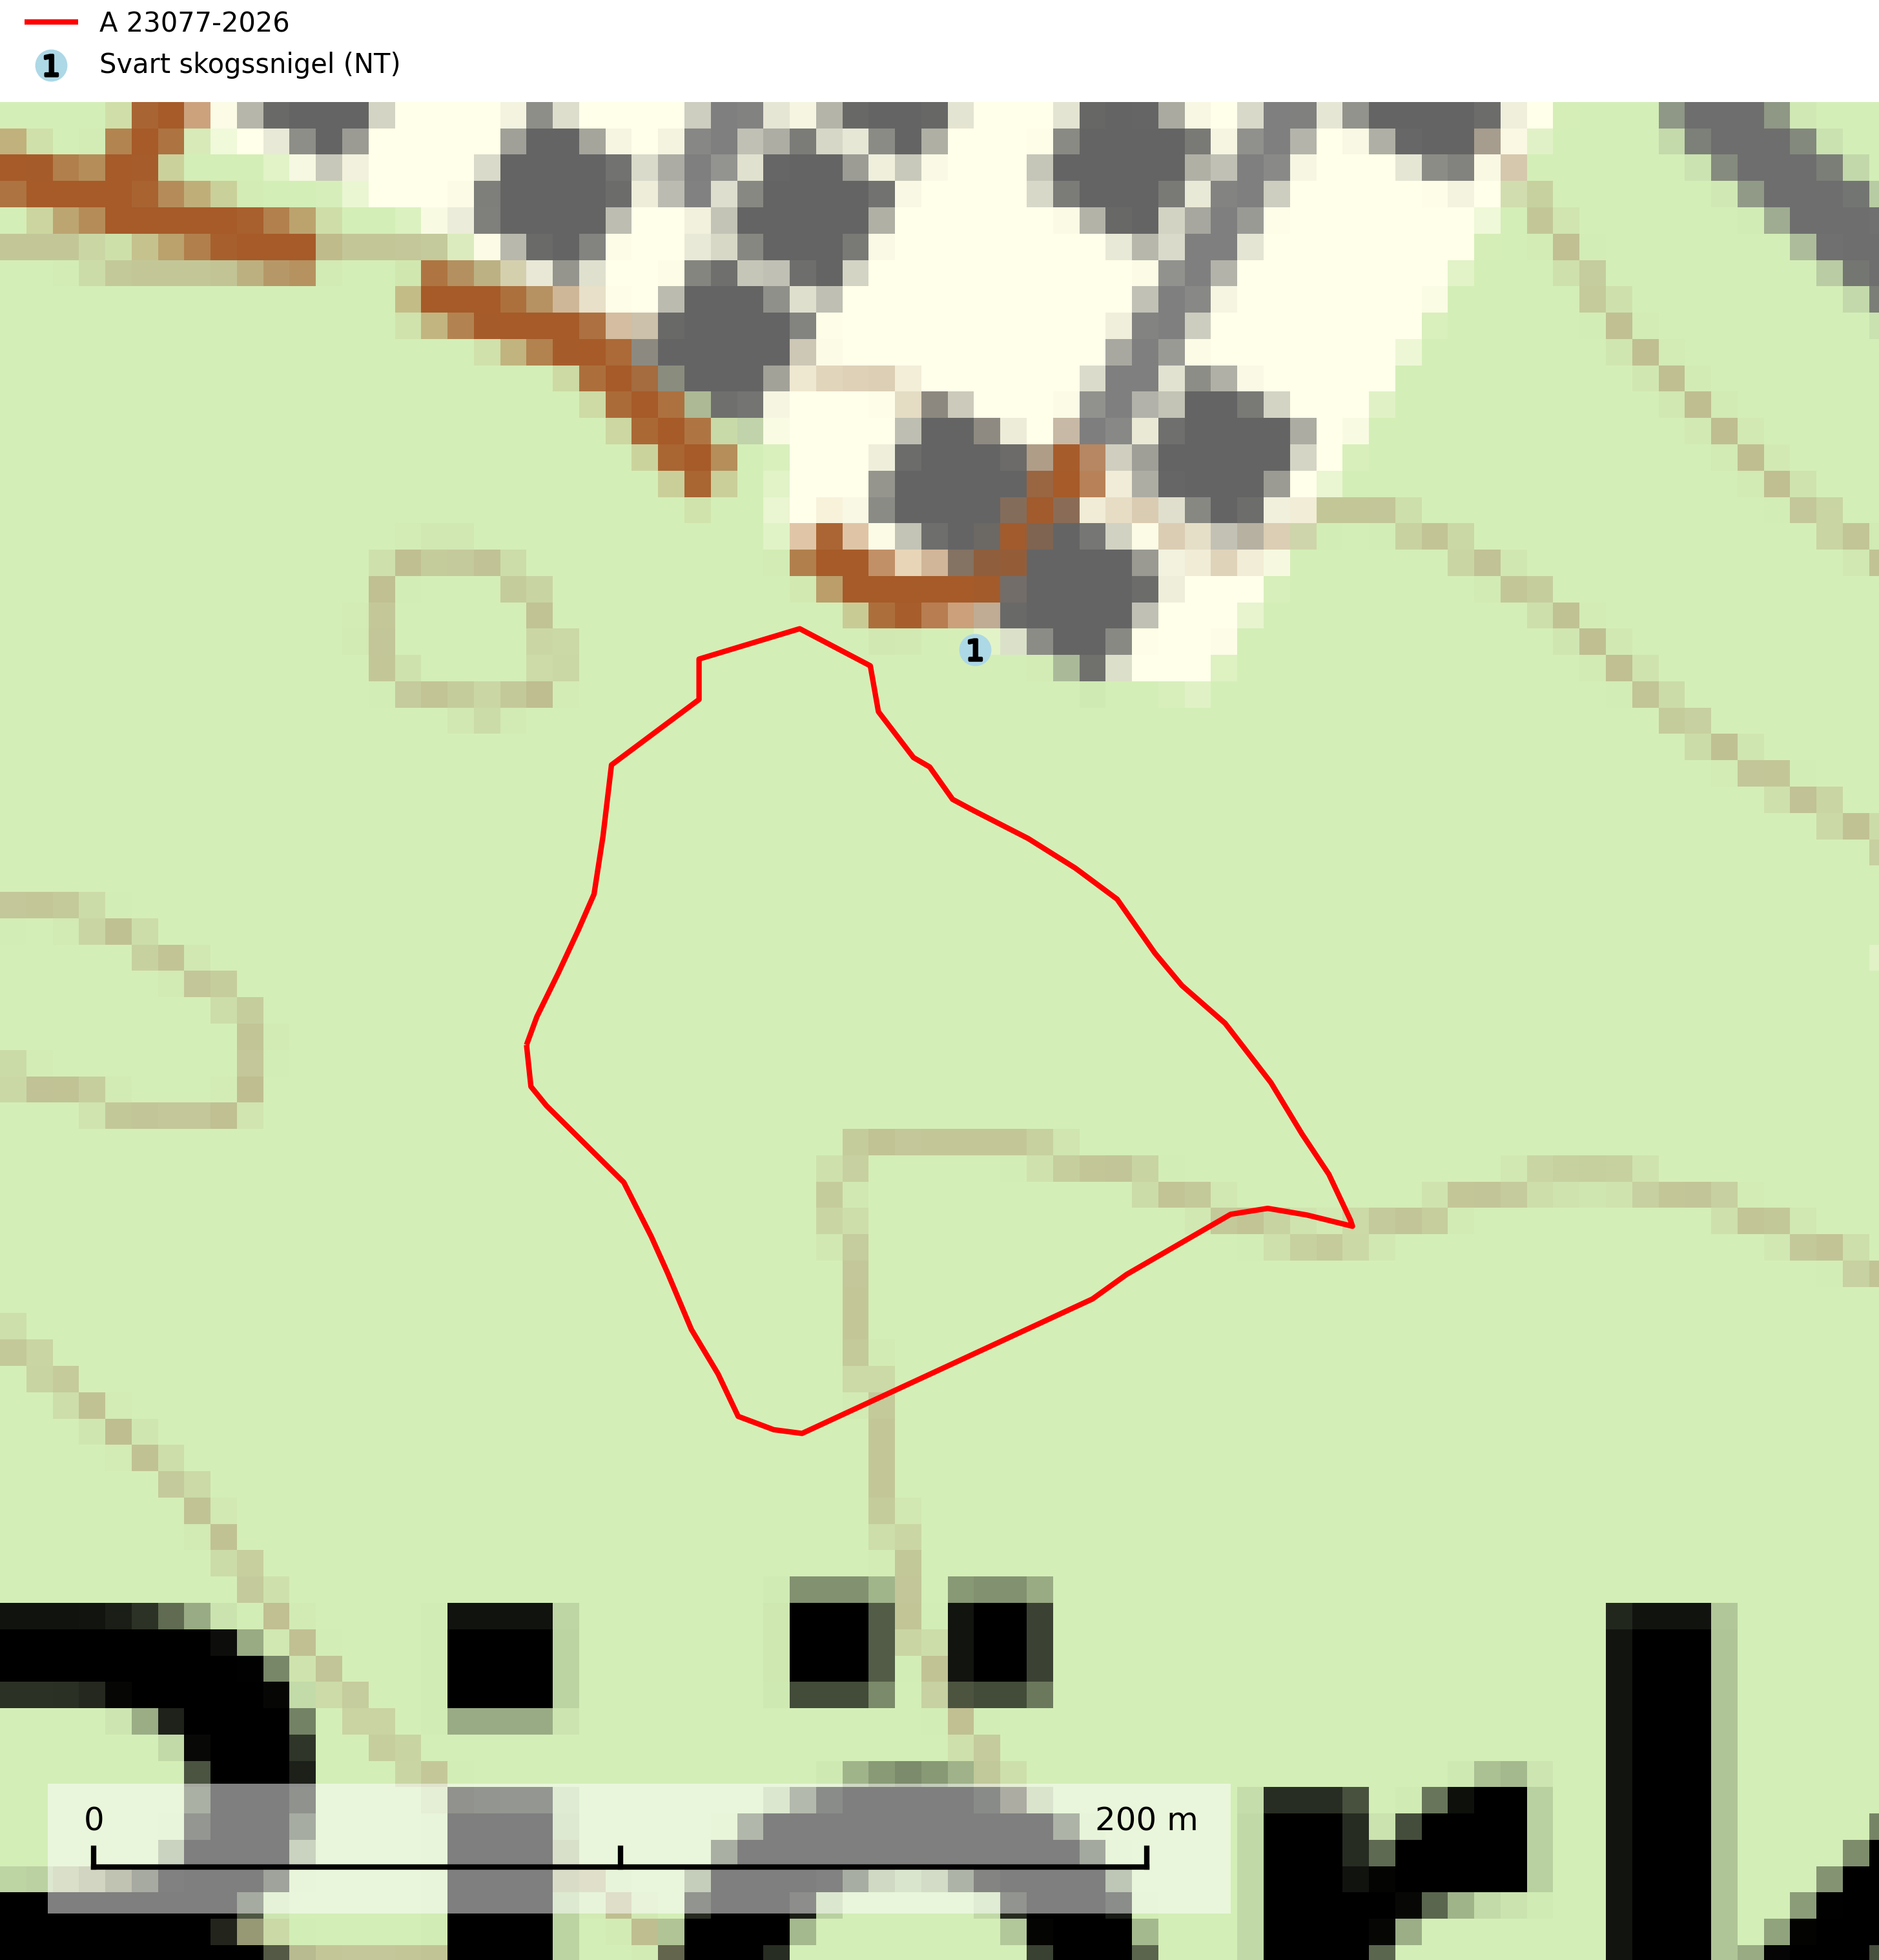 A 23077-2026
1 Svart skogssnigel (NT)
1
0 200 m